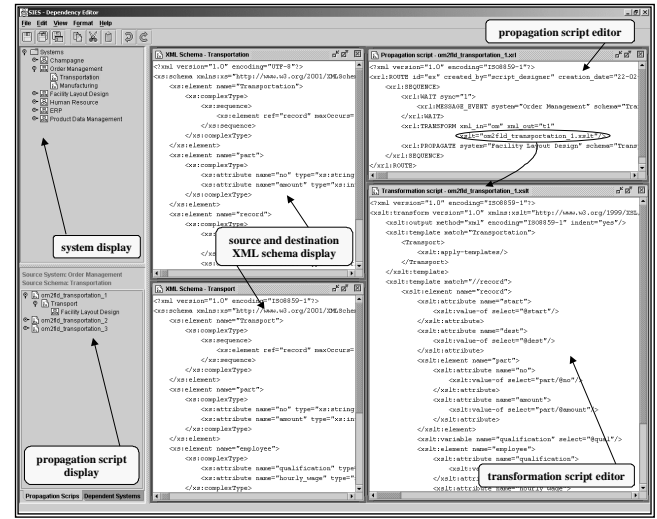 SIES - Dependency Editor
File Edit View Format Help
Systems
Champagne
Order Management
Transportation
Manufacturing
Facility Layout Design
Human Resource
ERP
Product Data Management
system display
Source System: Order Management
Source Schema: Transportation
om2fld_transportation_1
Transport
Facility Layout Design
om2fld_transportation_2
om2fld_transportation_3
propagation script
display
Propagation Scrips Dependent Systems
XML Schema - Transportation
<?xml version="1.0" encoding="UTF-8"?>
<xs:schema xmlns:xs="http://www.w3.org/2001/XMLSchem
<xs:element name="Transportation">
<xs:complexType>
<xs:sequence>
<xs:element ref="record" maxOccurs=
</xs:sequence>
</xs:complexType>
</xs:element>
<xs:element name="part">
<xs:complexType>
<xs:attribute name="no" type="xs:string
<xs:attribute name="amount" type="xs:in
</xs:complexType>
</xs:element>
<xs:element name="record">
<xs:complexType>
<xs:
source and destination
XML schema display
</xs:
XML Schema - Transport
<?xml version="1.0" encoding="ISO8859-1"?>
<xs:schema xmlns:xs="http://www.w3.org/2001/XMLSchem
<xs:element name="Transport">
<xs:complexType>
<xs:sequence>
<xs:element ref="record" maxOccurs=
</xs:sequence>
</xs:complexType>
</xs:element>
<xs:element name="part">
<xs:complexType>
<xs:attribute name="no" type="xs:string
<xs:attribute name="amount" type="xs:in
</xs:complexType>
</xs:element>
<xs:element name="employee">
<xs:complexType>
<xs:attribute name="qualification" type=
<xs:attribute name="hourly_wage" type="
</xs:complexType>
propagation script editor
Propagation script - om2fld_transportation_1.xrl
<?xml version="1.0" encoding="ISO8859-1"?>
<xrl:ROUTE id="ex" created_by="script_designer" creation_date="22-02
<xrl:SEQUENCE>
<xrl:WAIT sync="1">
<xrl:MESSAGE_EVENT system="Order Management" schema="Tra
</xrl:WAIT>
<xrl:TRANSFORM xml_in="om" xml_out="t1"
xslt="om2fld_transportation_1.xslt"/>
<xrl:PROPAGATE system="Facility Layout Design" schema="Trans
</xrl:SEQUENCE>
</xrl:ROUTE>
Transformation script - om2fld_transportation_1.xslt
<?xml version="1.0" encoding="ISO8859-1"?>
<xslt:transform version="1.0" xmlns:xslt="http://www.w3.org/1999/XSL
<xslt:output method="xml" encoding="ISO8859-1" indent="yes"/>
<xslt:template match="Transportation">
<Transport>
<xslt:apply-templates/>
</Transport>
</xslt:template>
<xslt:template match="//record">
<xslt:element name="record">
<xslt:attribute name="start">
<xslt:value-of select="@start"/>
</xslt:attribute>
<xslt:attribute name="dest">
<xslt:value-of select="@dest"/>
</xslt:attribute>
<xslt:element name="part">
<xslt:attribute name="no">
<xslt:value-of select="part/@no"/>
</xslt:attribute>
<xslt:attribute name="amount">
<xslt:value-of select="part/@amount"/>
</xslt:attribute>
</xslt:element>
<xslt:variable name="qualification" select="@qual"/>
<xslt:element name="employee">
<xslt:attribute name="qualification">
<xslt:v
</xslt:att
<xslt:attribute name="hourly_wage">
transformation script editor